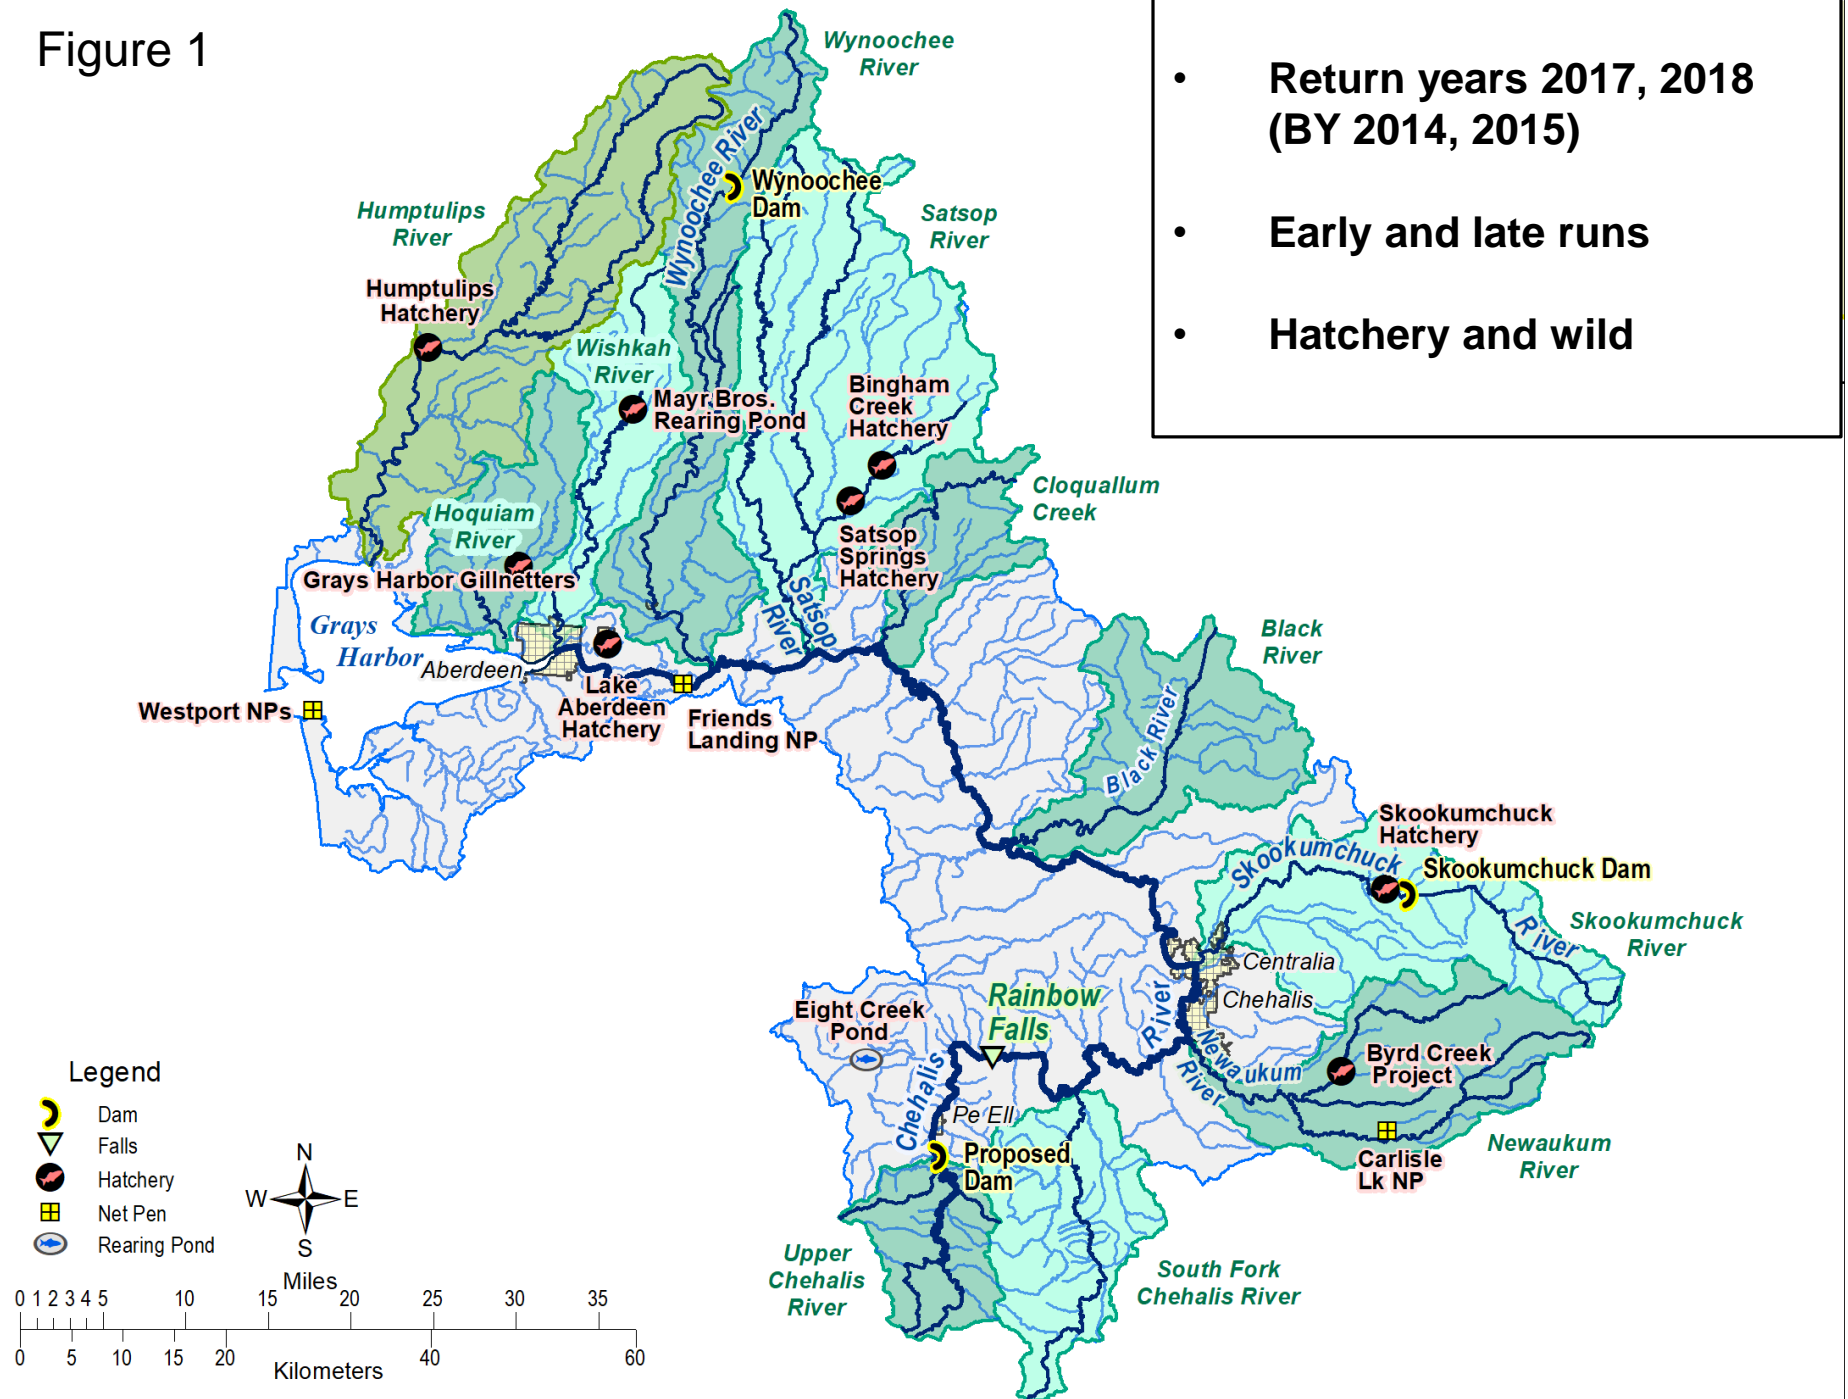 Figure 1
• Return years 2017, 2018
(BY 2014, 2015)
• Early and late runs
• Hatchery and wild
Wynoochee
River
Wynoochee River
Wynoochee
Dam
Humptulips
River
Satsop
River
Humptulips
Hatchery
Wishkah
River
Mayr Bros.
Rearing Pond
Bingham
Creek
Hatchery
Cloquallum
Creek
Hoquiam
River
Satsop
Springs
Hatchery
Grays Harbor Gillnetters
Satsop
River
Grays
Harbor
Aberdeen
Black
River
Lake
Aberdeen
Hatchery
Westport NPs
Friends
Landing NP
Black River
Skookumchuck
Hatchery
Skookumchuck
River
Skookumchuck Dam
Skookumchuck
River
Centralia
Chehalis
Rainbow
Falls
Eight Creek
Pond
Chehalis
River
Newaukum
River
Byrd Creek
Project
Pe Ell
Proposed
Dam
Carlisle
Lk NP
Newaukum
River
Upper
Chehalis
River
South Fork
Chehalis River
Legend
Dam
Falls
Hatchery
Net Pen
Rearing Pond
N
W E
S
Miles
0 1 2 3 4 5 10 15 20 25 30 35
0 5 10 15 20 40 60
Kilometers